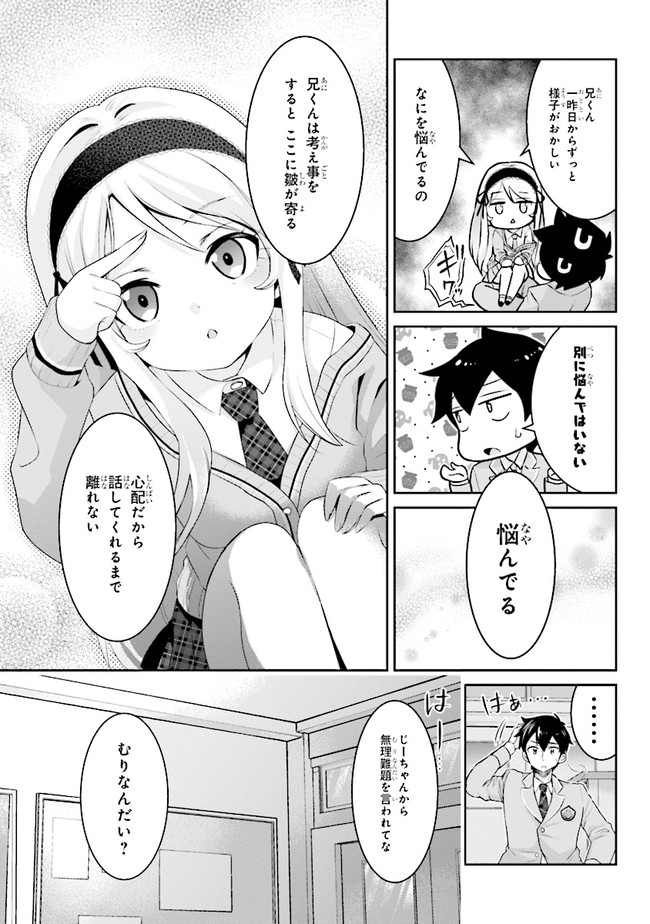 兄くん
一昨日からずっと
様子がおかしい
なにを悩んでるの
ギクッ
別に悩んではいない
悩んでる
兄くんは考え事を
すると ここに皺が寄る
心配だから
話してくれるまで
離れない
・・・・・・
はぁ・・・
はー・・・
じーちゃんから
無理難題を言われてな
むりなんだい?